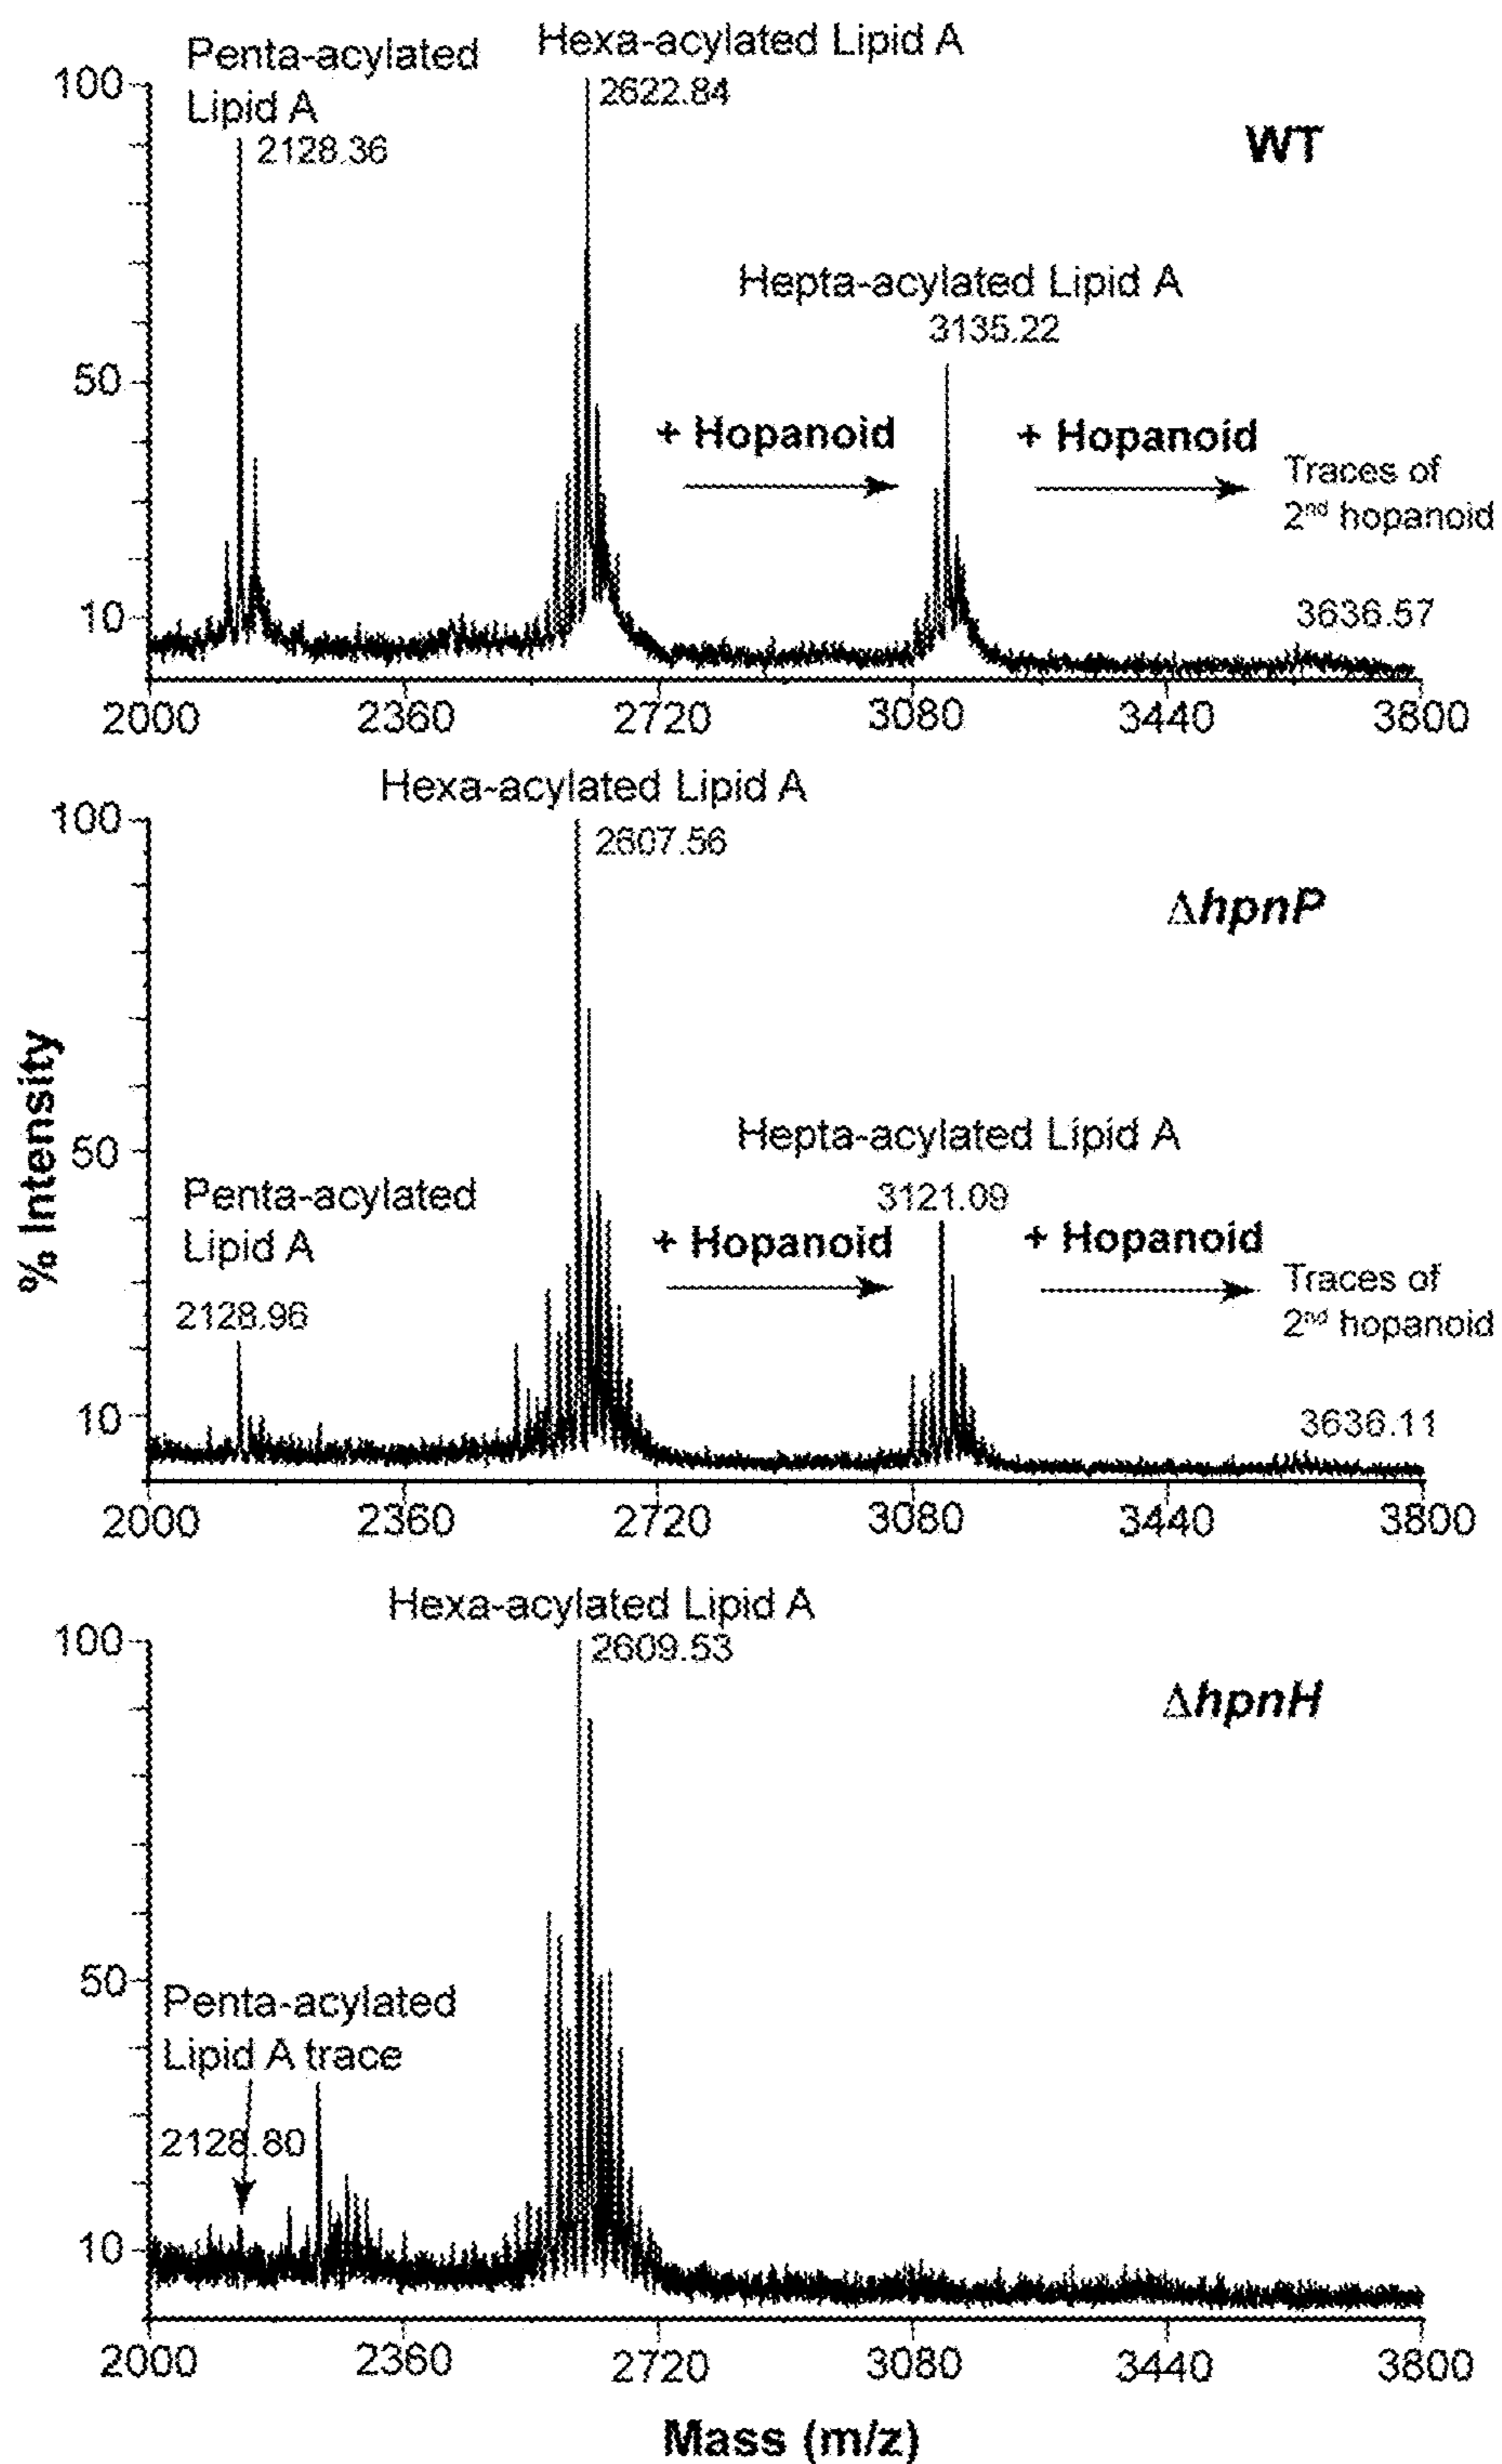 Penta-acylated
Lipid A
Hexa-acylated Lipid A
100
2128.36
2622.84
WT
Hepta-acylated Lipid A
3135.22
50
+ Hopanoid
+ Hopanoid
Traces of
2nd hopanoid
10
3636.57
2000 2360 2720 3080 3440 3800
Hexa-acylated Lipid A
100
2607.56
ΔhpnP
% Intensity
50
Hepta-acylated Lipid A
3121.09
Penta-acylated
Lipid A
2128.96
+ Hopanoid
+ Hopanoid
Traces of
2nd hopanoid
10
3636.11
2000 2360 2720 3080 3440 3800
Hexa-acylated Lipid A
100
2609.53
ΔhpnH
50
Penta-acylated
Lipid A trace
2128.80
10
2000 2360 2720 3080 3440 3800
Mass (m/z)